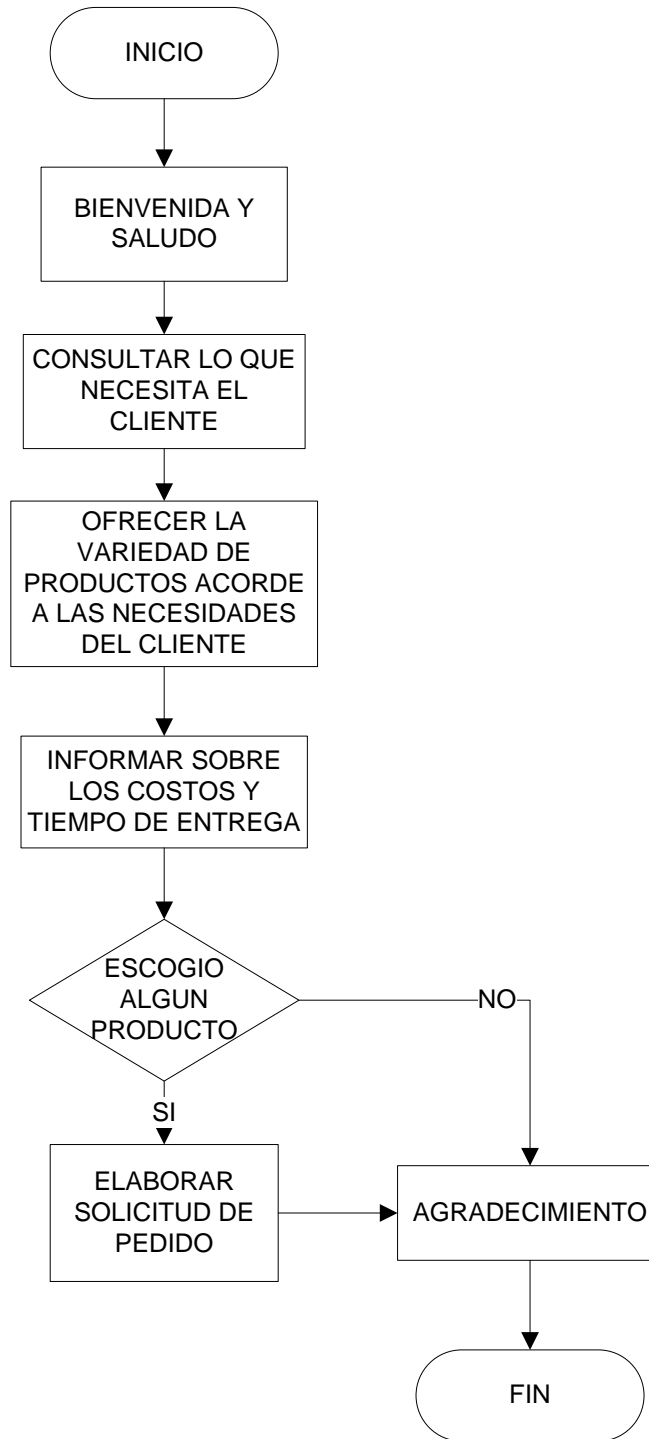 INICIO
BIENVENIDA Y
SALUDO
CONSULTAR LO QUE
NECESITA EL
CLIENTE
OFRECER LA
VARIEDAD DE
PRODUCTOS ACORDE
A LAS NECESIDADES
DEL CLIENTE
INFORMAR SOBRE
LOS COSTOS Y
TIEMPO DE ENTREGA
ESCOGIO
ALGUN
PRODUCTO
NO
SI
ELABORAR
SOLICITUD DE
PEDIDO
AGRADECIMIENTO
FIN